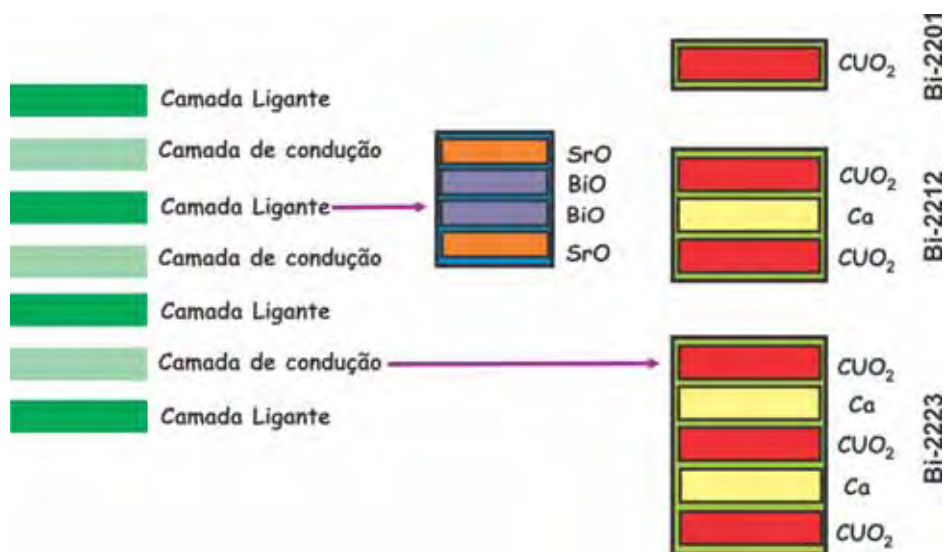 Camada Ligante
Camada de condução
Camada Ligante
Camada de condução
Camada Ligante
Camada de condução
Camada Ligante
SrO
BiO
BiO
SrO
CUO₂
Bi-2201
CUO₂
Ca
CUO₂
Bi-2212
CUO₂
Ca
CUO₂
Ca
CUO₂
Bi-2223